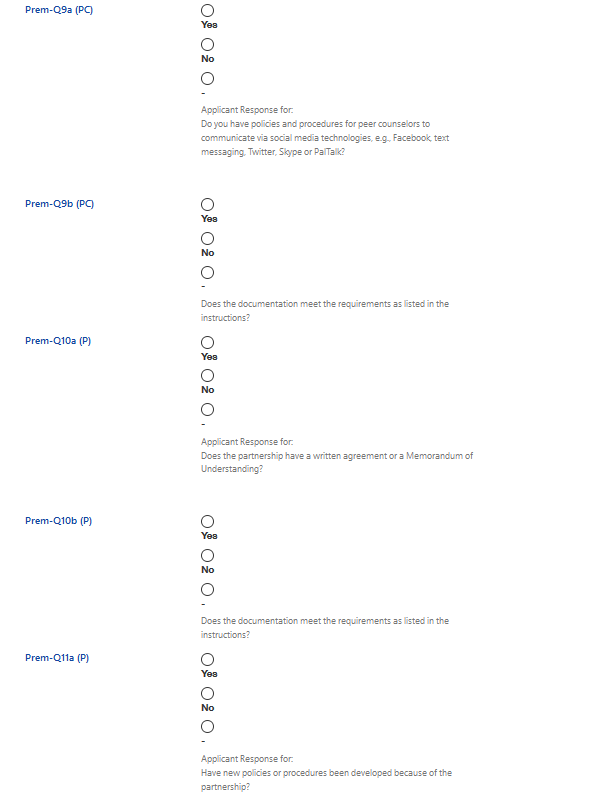 Prem-Q9a (PC)
Yes
No
-
Applicant Response for:
Do you have policies and procedures for peer counselors to
communicate via social media technologies, e.g., Facebook, text
messaging, Twitter, Skype or PalTalk?
Prem-Q9b (PC)
Yes
No
-
Does the documentation meet the requirements as listed in the
instructions?
Prem-Q10a (P)
Yes
No
-
Applicant Response for:
Does the partnership have a written agreement or a Memorandum of
Understanding?
Prem-Q10b (P)
Yes
No
-
Does the documentation meet the requirements as listed in the
instructions?
Prem-Q11a (P)
Yes
No
-
Applicant Response for:
Have new policies or procedures been developed because of the
partnership?